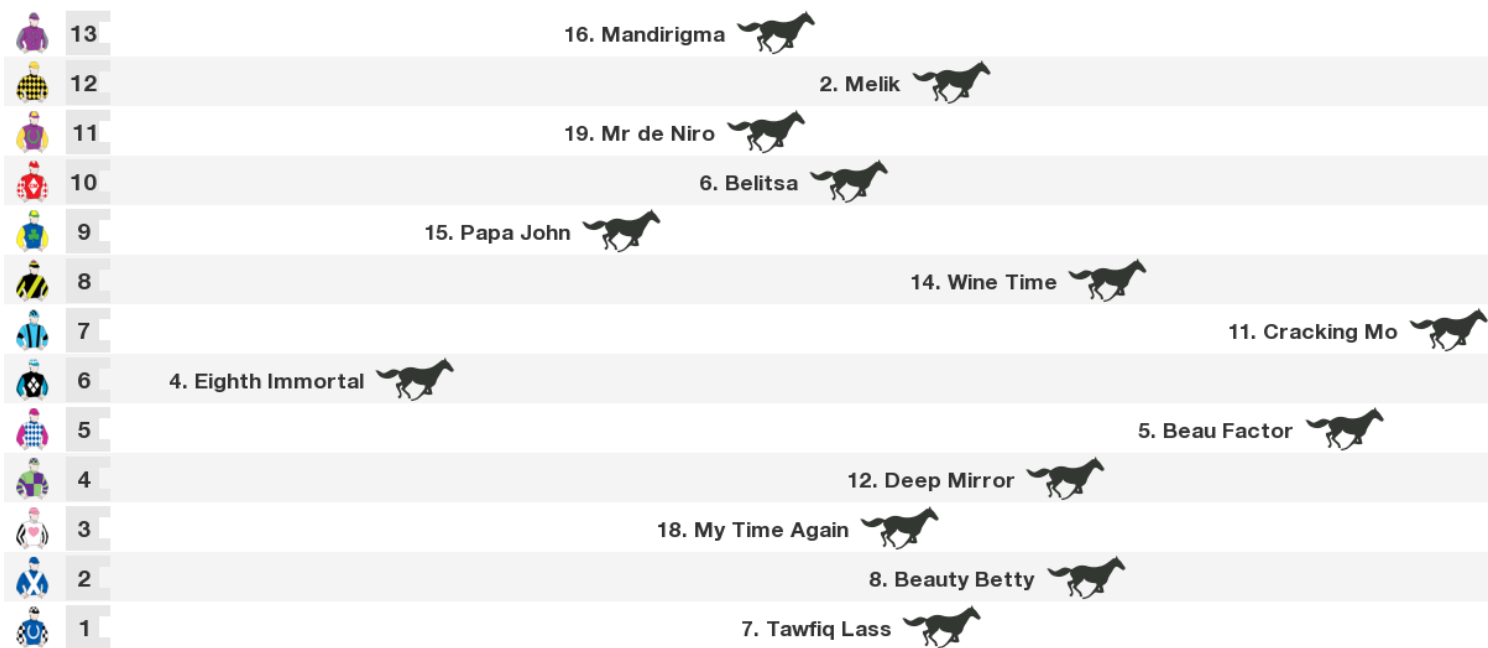 13 16. Mandirigma
12 2. Melik
11 19. Mr de Niro
10 6. Belitsa
9 15. Papa John
8 14. Wine Time
7 11. Cracking Mo
6 4. Eighth Immortal
5 5. Beau Factor
4 12. Deep Mirror
3 18. My Time Again
2 8. Beauty Betty
1 7. Tawfiq Lass